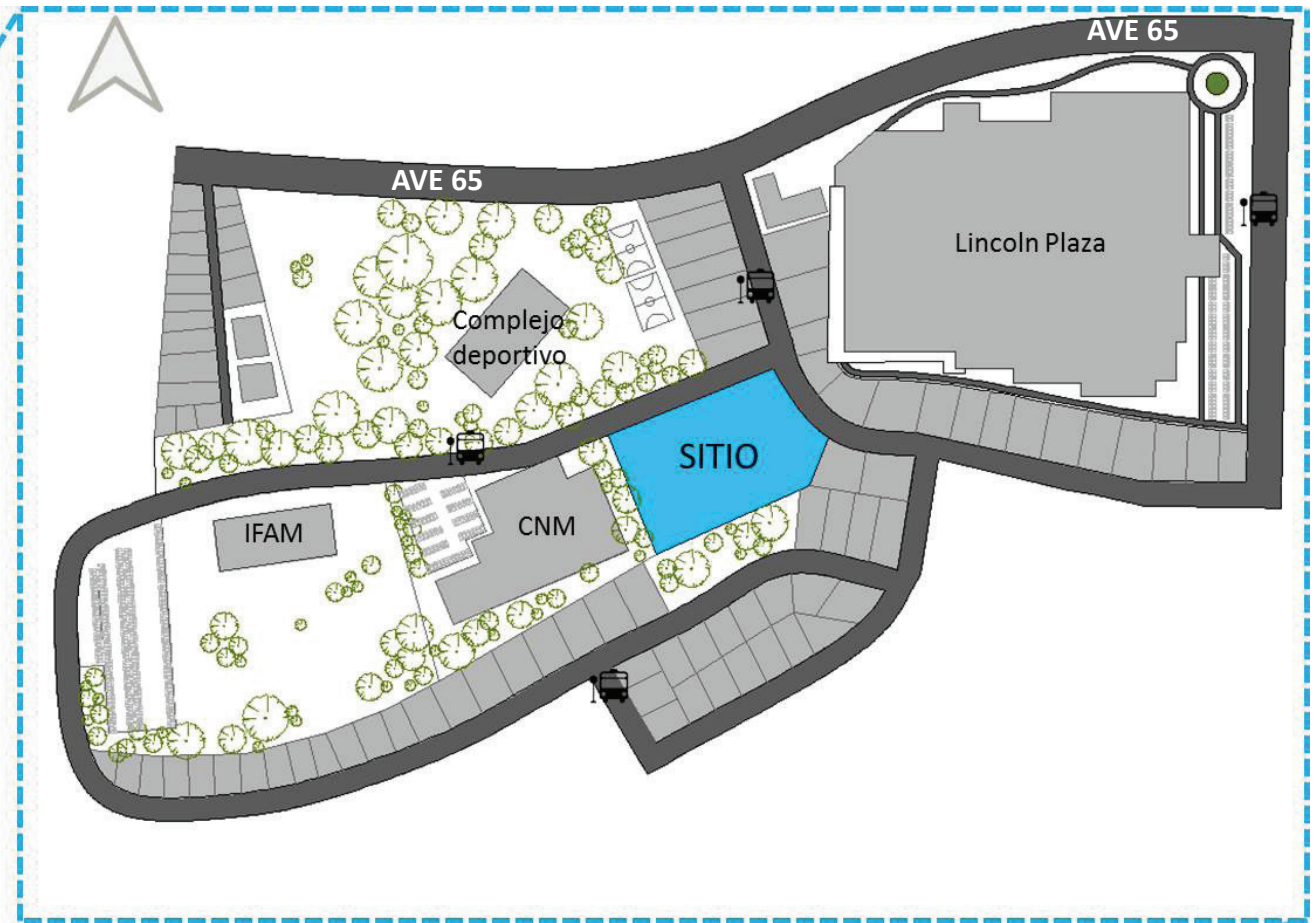 AVE 65
AVE 65
Lincoln Plaza
Complejo
deportivo
SITIO
IFAM
CNM